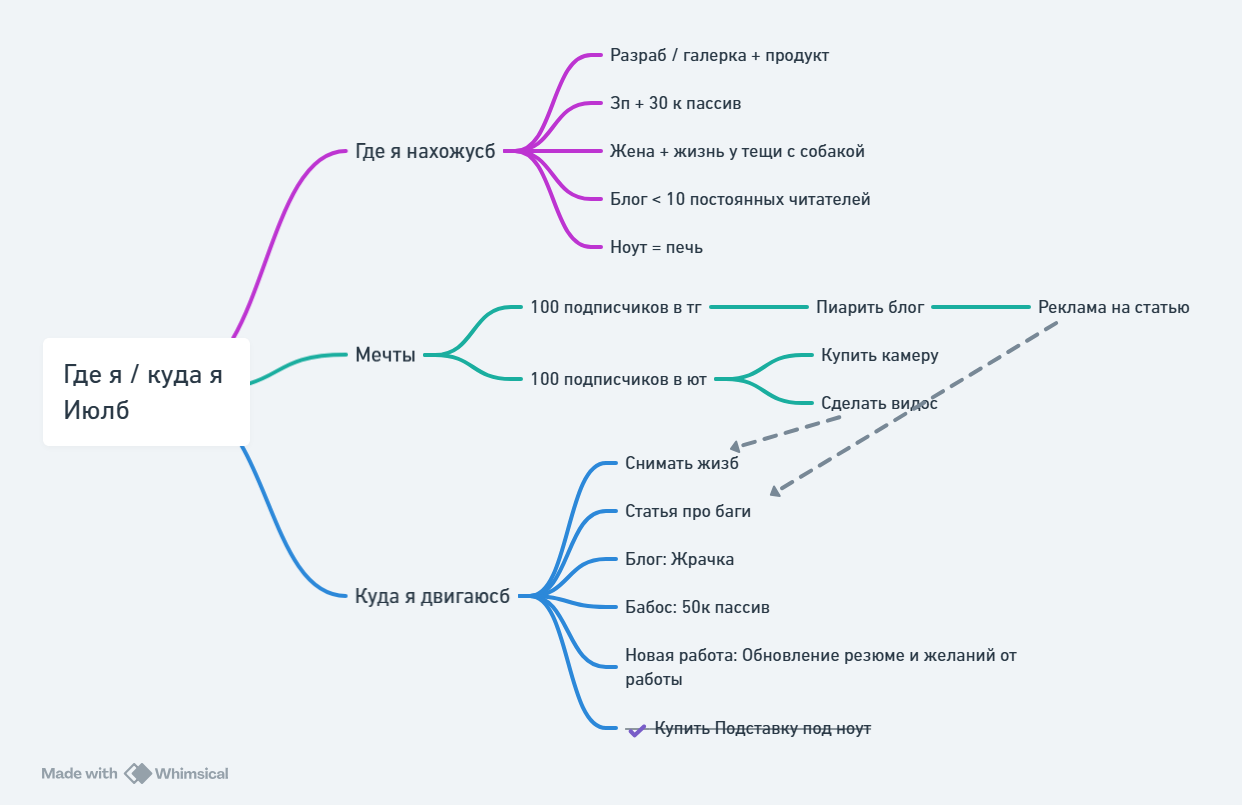 Где я / куда я
Июлб
Где я нахожусб
Разраб / галерка + продукт
Зп + 30 к пассив
Жена + жизнь у тещи с собакой
Блог < 10 постоянных читателей
Ноут = печь
Мечты
100 подписчиков в тг
Пиарить блог
Реклама на статью
100 подписчиков в ют
Купить камеру
Сделать видос
Куда я двигаюсб
Снимать жизб
Статья про баги
Блог: Жрачка
Бабос: 50к пассив
Новая работа: Обновление резюме и желаний от
работы
Купить Подставку под ноут
Made with Whimsical